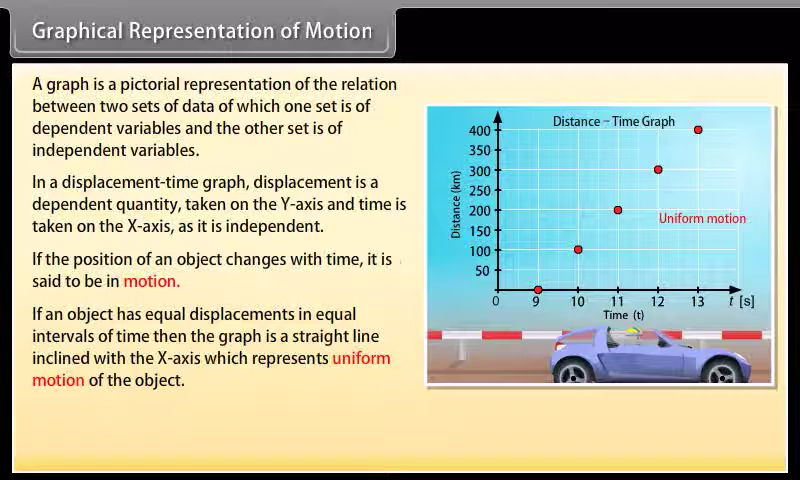 Graphical Representation of Motion
A graph is a pictorial representation of the relation
between two sets of data of which one set is of
dependent variables and the other set is of
independent variables.
In a displacement-time graph, displacement is a
dependent quantity, taken on the Y-axis and time is
taken on the X-axis, as it is independent.
If the position of an object changes with time, it is
said to be in motion.
If an object has equal displacements in equal
intervals of time then the graph is a straight line
inclined with the X-axis which represents uniform
motion of the object.
Distance – Time Graph
Distance (km)
400
350
300
250
200
150
100
50
Uniform motion
0 9 10 11 12 13 t [s]
Time (t)